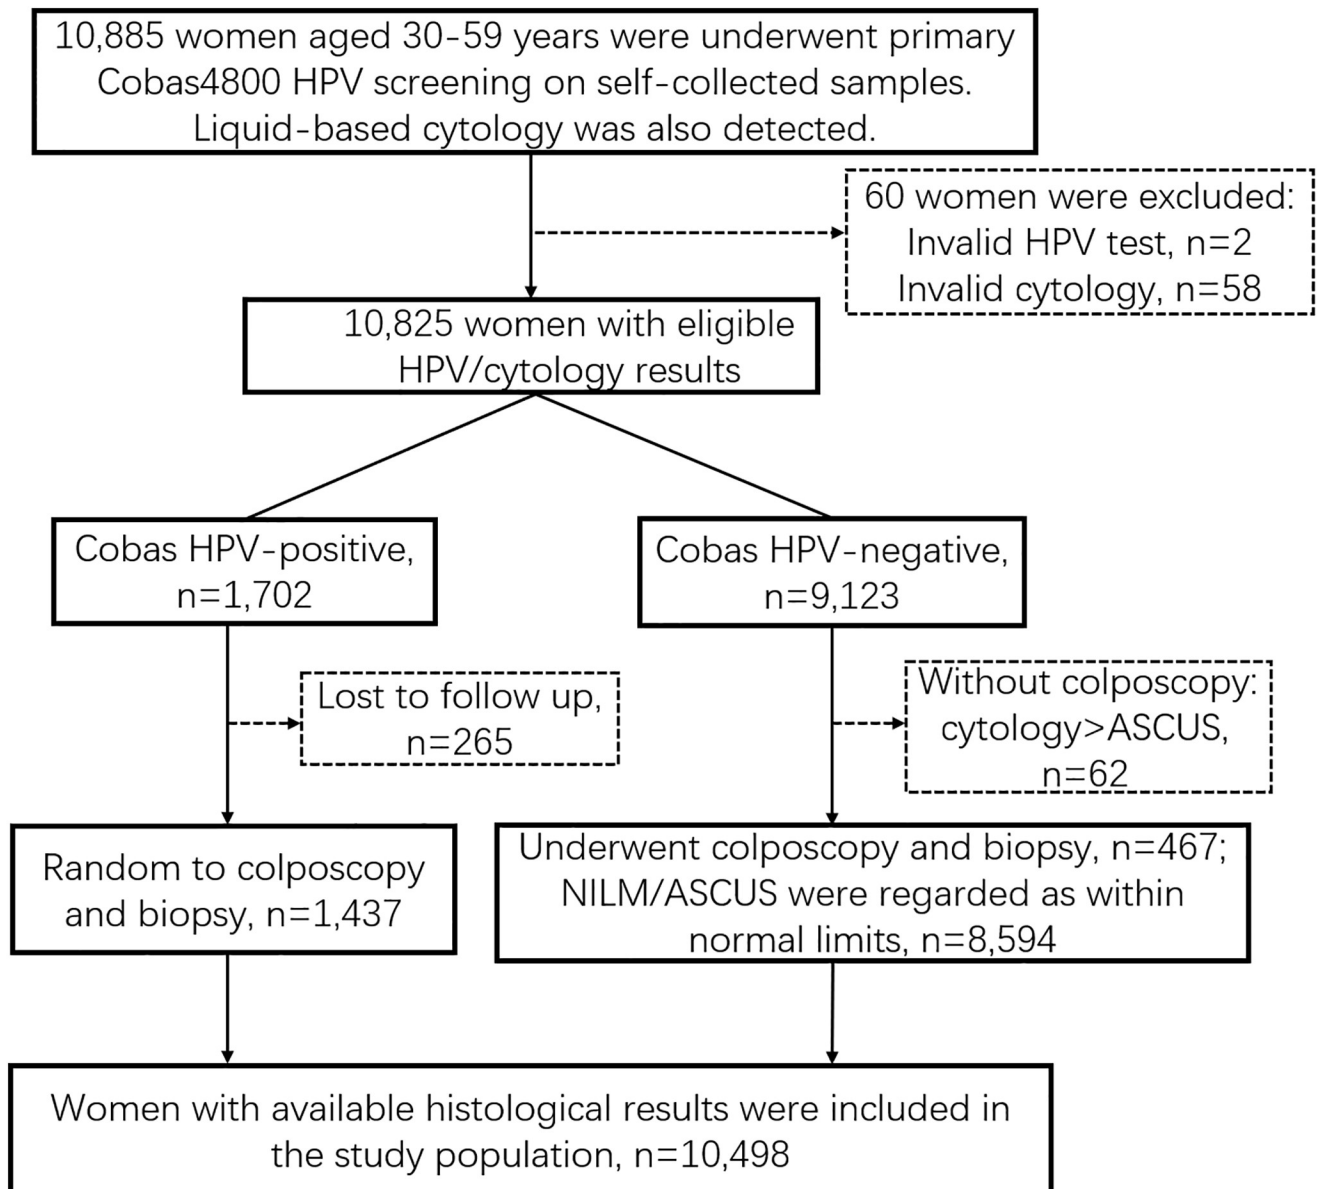 10,885 women aged 30-59 years were underwent primary
Cobas4800 HPV screening on self-collected samples.
Liquid-based cytology was also detected.
60 women were excluded:
Invalid HPV test, n=2
Invalid cytology, n=58
10,825 women with eligible
HPV/cytology results
Cobas HPV-positive,
n=1,702
Cobas HPV-negative,
n=9,123
Lost to follow up,
n=265
Without colposcopy:
cytology>ASCUS,
n=62
Random to colposcopy
and biopsy, n=1,437
Underwent colposcopy and biopsy, n=467;
NILM/ASCUS were regarded as within
normal limits, n=8,594
Women with available histological results were included in
the study population, n=10,498